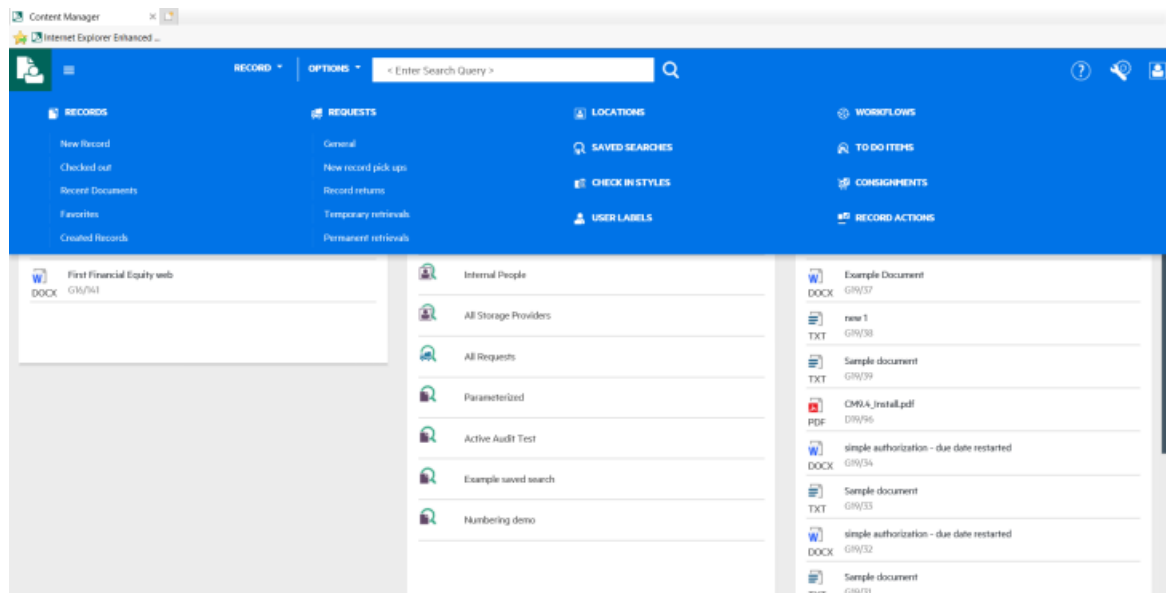 Content Manager
Internet Explorer Enhanced ...
RECORD
OPTIONS
< Enter Search Query >
RECORDS
New Record
Checked out
Recent Documents
Favorites
Created Records
REQUESTS
General
New record pick ups
Record returns
Temporary retrievals
Permanent retrievals
LOCATIONS
SAVED SEARCHES
CHECK IN STYLES
USER LABELS
WORKFLOWS
TO DO ITEMS
CONSIGNMENTS
RECORD ACTIONS
First Financial Equity web
DOCX G16/141
Internal People
All Storage Providers
All Requests
Parameterized
Active Audit Test
Example saved search
Numbering demo
Example Document
DOCX G19/37
new 1
TXT G19/38
Sample document
TXT G19/39
CM9.4_Install.pdf
PDF D19/96
simple authorization - due date restarted
DOCX G19/34
Sample document
TXT G19/33
simple authorization - due date restarted
DOCX G19/32
Sample document
TXT G19/31